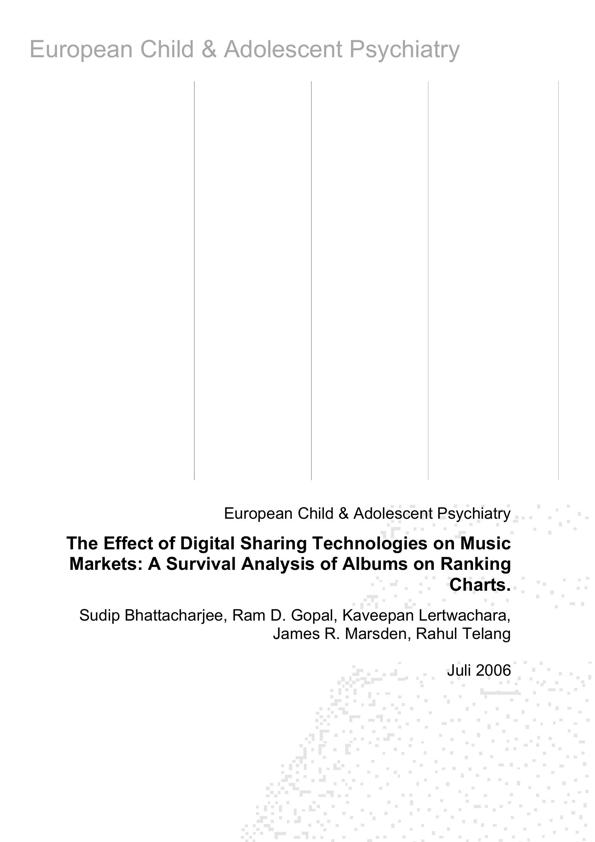 European Child & Adolescent Psychiatry
European Child & Adolescent Psychiatry
The Effect of Digital Sharing Technologies on Music
Markets: A Survival Analysis of Albums on Ranking
Charts.
Sudip Bhattacharjee, Ram D. Gopal, Kaveepan Lertwachara,
James R. Marsden, Rahul Telang
Juli 2006